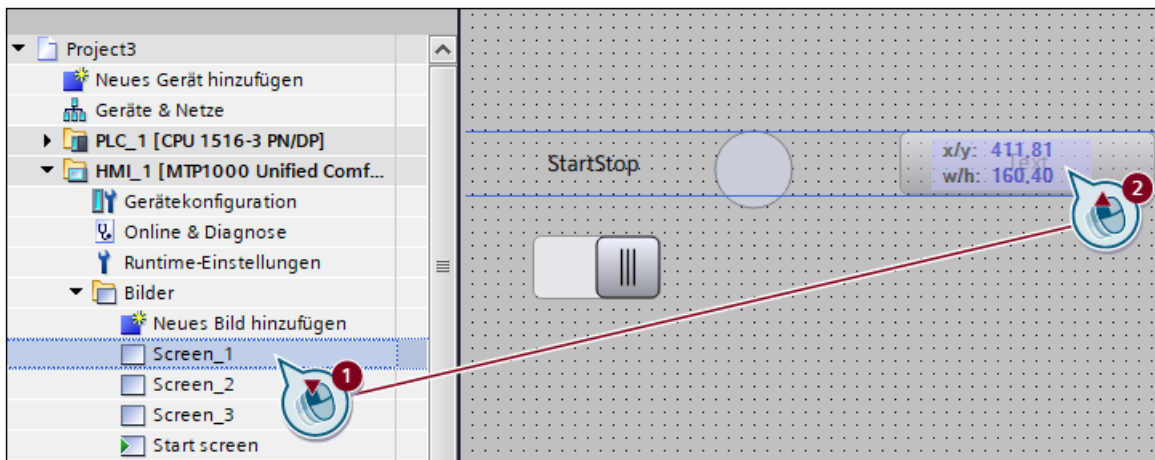 Project3
Neues Gerät hinzufügen
Geräte & Netze
PLC_1 [CPU 1516-3 PN/DP]
HMI_1 [MTP1000 Unified Comf...
Gerätekonfiguration
Online & Diagnose
Runtime-Einstellungen
Bilder
Neues Bild hinzufügen
Screen_1
Screen_2
Screen_3
Start screen
1
StartStop
Text
x/y: 411,81
w/h: 160,40
2